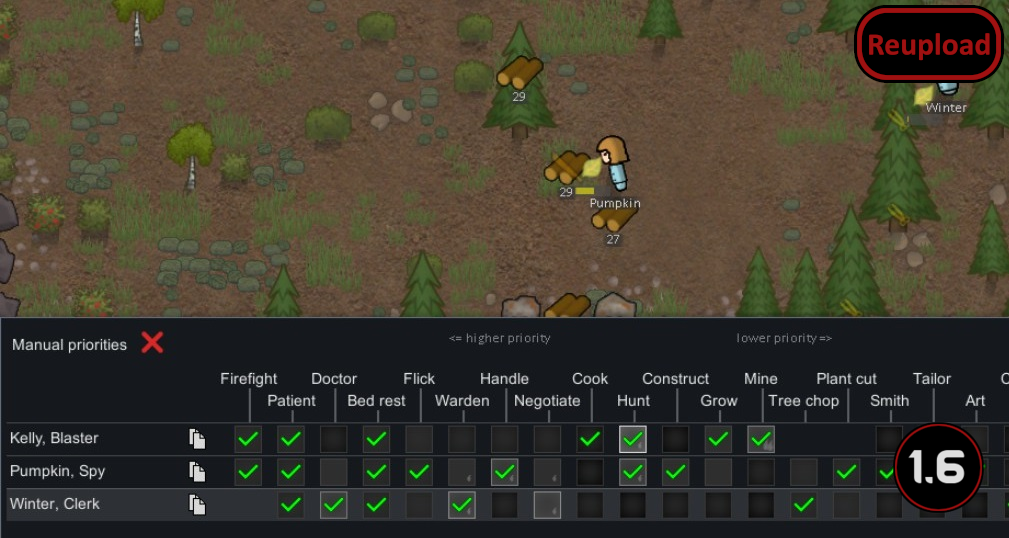 Reupload
29
Winter
29
Pumpkin
27
Manual priorities
<= higher priority
lower priority =>
Firefight
Doctor
Flick
Handle
Cook
Construct
Mine
Plant cut
Tailor
Patient
Bed rest
Warden
Negotiate
Hunt
Grow
Tree chop
Smith
Art
Kelly, Blaster
Pumpkin, Spy
Winter, Clerk
1.6